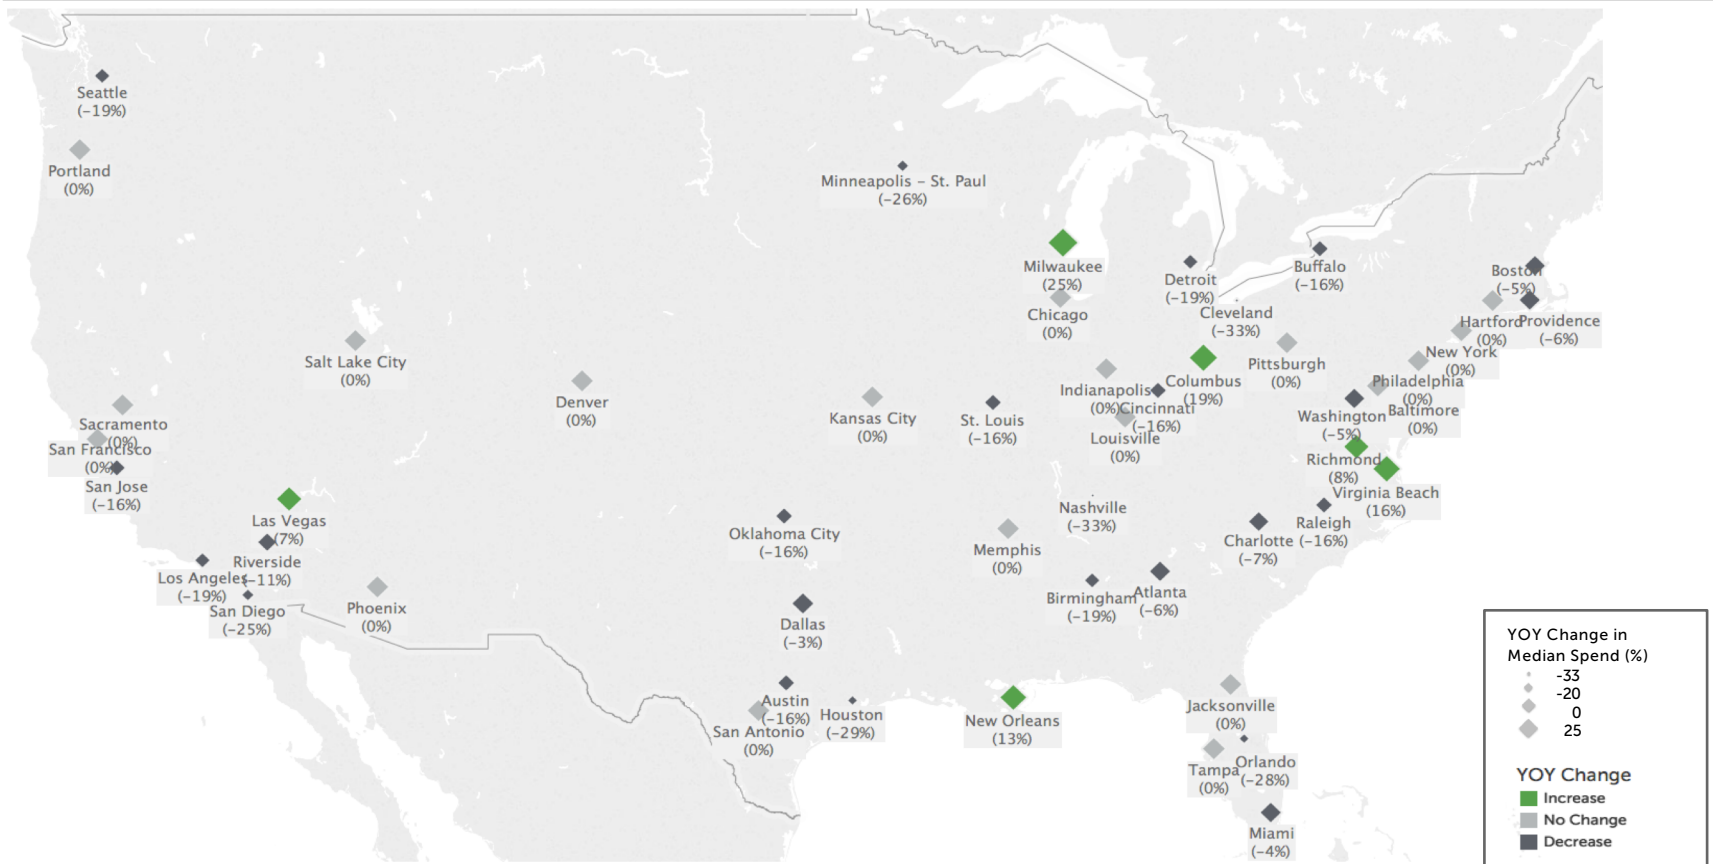 Seattle
(-19%)
Portland
(0%)
Minneapolis – St. Paul
(-26%)
Milwaukee
(25%)
Chicago
(0%)
Detroit
(-19%)
Cleveland
(-33%)
Buffalo
(-16%)
Boston
(-5%)
Hartford
(0%)
Providence
(-6%)
New York
(0%)
Pittsburgh
(0%)
Philadelphia
(0%)
Baltimore
(0%)
Washington
(-5%)
Columbus
(19%)
Indianapolis
(0%)
Cincinnati
(-16%)
Louisville
(0%)
Salt Lake City
(0%)
Denver
(0%)
Kansas City
(0%)
St. Louis
(-16%)
Sacramento
(0%)
San Francisco
(0%)
San Jose
(-16%)
Las Vegas
(7%)
Riverside
(-11%)
Los Angeles
(-19%)
San Diego
(-25%)
Phoenix
(0%)
Richmond
(8%)
Virginia Beach
(16%)
Raleigh
(-16%)
Charlotte
(-7%)
Nashville
(-33%)
Memphis
(0%)
Oklahoma City
(-16%)
Birmingham
(-19%)
Atlanta
(-6%)
Dallas
(-3%)
Austin
(-16%)
San Antonio
(0%)
Houston
(-29%)
New Orleans
(13%)
Jacksonville
(0%)
Tampa
(0%)
Orlando
(-28%)
Miami
(-4%)
YOY Change in
Median Spend (%)
-33
-20
0
25
YOY Change
Increase
No Change
Decrease